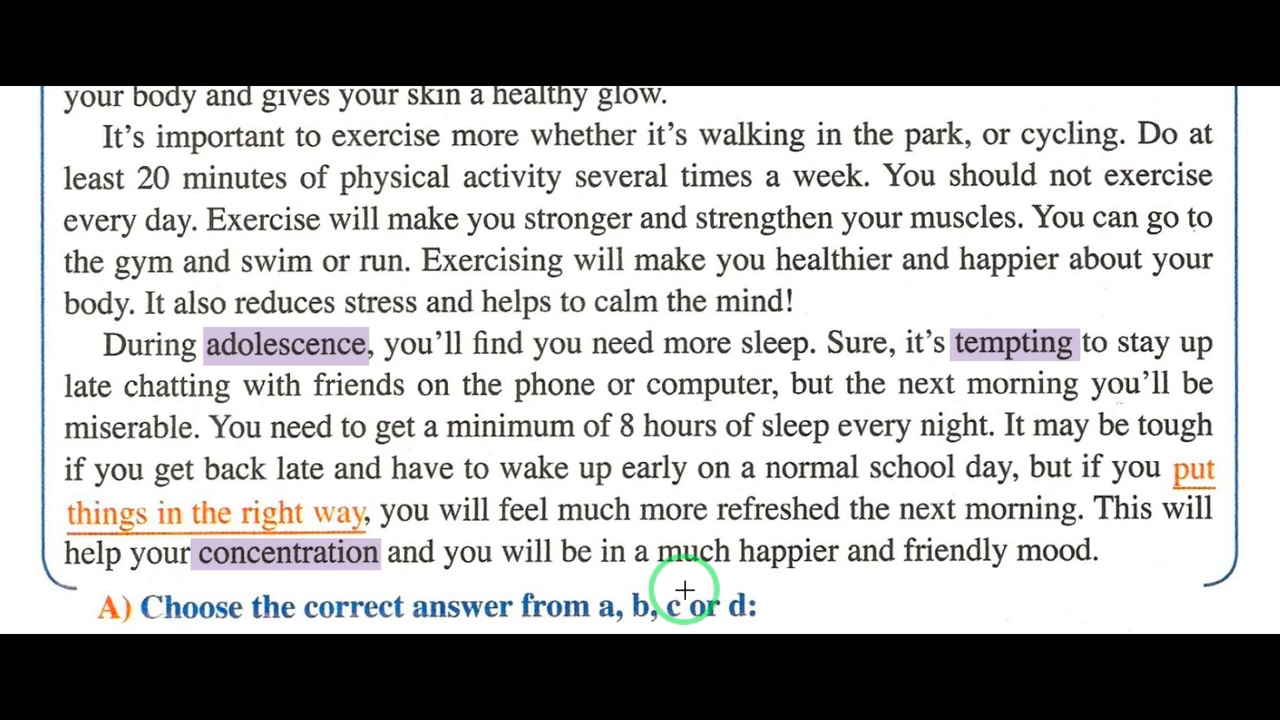 your body and gives your skin a healthy glow.
It's important to exercise more whether it's walking in the park, or cycling. Do at
least 20 minutes of physical activity several times a week. You should not exercise
every day. Exercise will make you stronger and strengthen your muscles. You can go to
the gym and swim or run. Exercising will make you healthier and happier about your
body. It also reduces stress and helps to calm the mind!
During adolescence, you'll find you need more sleep. Sure, it's tempting to stay up
late chatting with friends on the phone or computer, but the next morning you'll be
miserable. You need to get a minimum of 8 hours of sleep every night. It may be tough
if you get back late and have to wake up early on a normal school day, but if you put
things in the right way, you will feel much more refreshed the next morning. This will
help your concentration and you will be in a much happier and friendly mood.
A) Choose the correct answer from a, b, c or d: